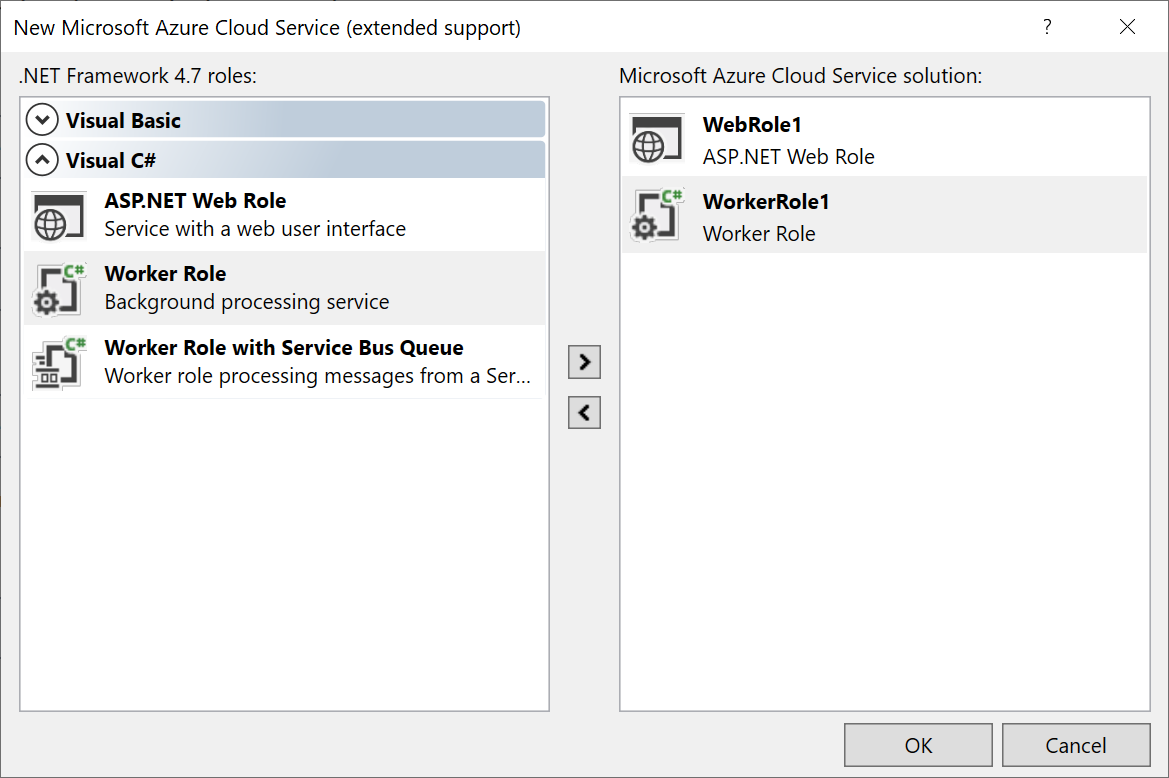 New Microsoft Azure Cloud Service (extended support)
?
.NET Framework 4.7 roles:
Visual Basic
Visual C#
ASP.NET Web Role
Service with a web user interface
C#
Worker Role
Background processing service
C#
Worker Role with Service Bus Queue
Worker role processing messages from a Ser...
Microsoft Azure Cloud Service solution:
WebRole1
ASP.NET Web Role
C#
WorkerRole1
Worker Role
OK
Cancel